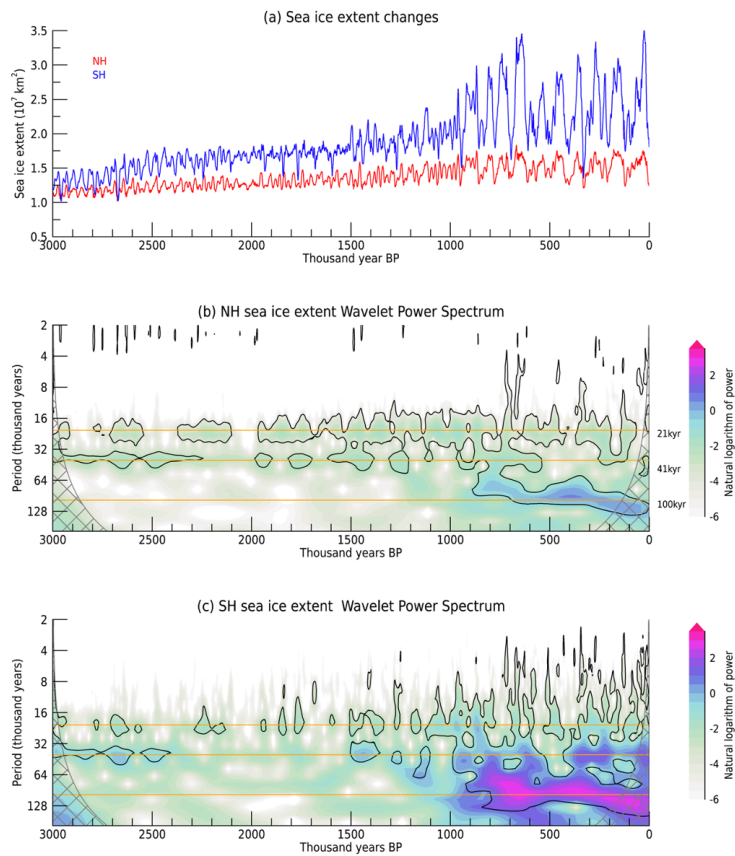 (a) Sea ice extent changes
Sea ice extent (10⁷ km²)
3.5
3.0
2.5
2.0
1.5
1.0
0.5
NH
SH
3000 2500 2000 1500 1000 500 0
Thousand year BP
(b) NH sea ice extent Wavelet Power Spectrum
Period (thousand years)
2
4
8
16
32
64
128
21kyr
41kyr
100kyr
3000 2500 2000 1500 1000 500 0
Thousand years BP
2
0
-2
-4
-6
Natural logarithm of power
(c) SH sea ice extent Wavelet Power Spectrum
Period (thousand years)
2
4
8
16
32
64
128
3000 2500 2000 1500 1000 500 0
Thousand years BP
2
0
-2
-4
-6
Natural logarithm of power